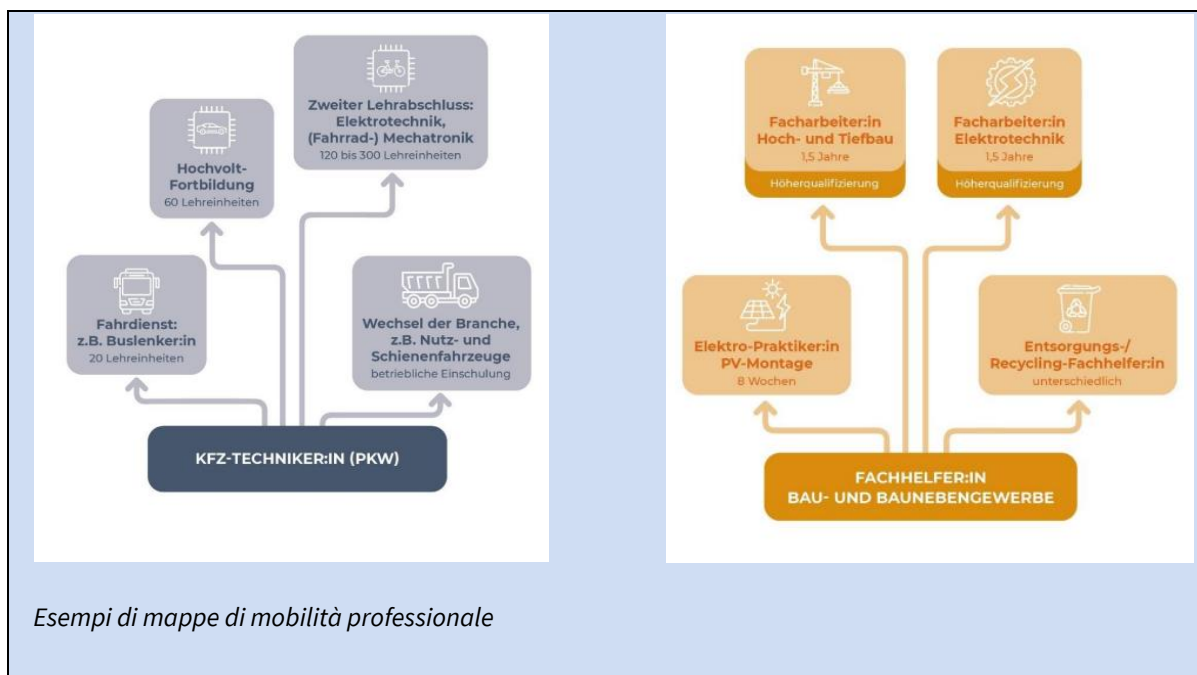 Zweiter Lehrabschluss:
Elektrotechnik,
(Fahrrad-) Mechatronik
120 bis 300 Lehreinheiten
Hochvolt-
Fortbildung
60 Lehreinheiten
Fahrdienst:
z.B. Buslenker:in
20 Lehreinheiten
Wechsel der Branche,
z.B. Nutz- und
Schienenfahrzeuge
betriebliche Einschulung
KFZ-TECHNIKER:IN (PKW)
Facharbeiter:in
Hoch- und Tiefbau
1,5 Jahre
Höherqualifizierung
Facharbeiter:in
Elektrotechnik
1,5 Jahre
Höherqualifizierung
Elektro-Praktiker:in
PV-Montage
8 Wochen
Entsorgungs-/
Recycling-Fachhelfer:in
unterschiedlich
FACHHELFER:IN
BAU- UND BAUNEBENGEWERBE
Esempi di mappe di mobilità professionale